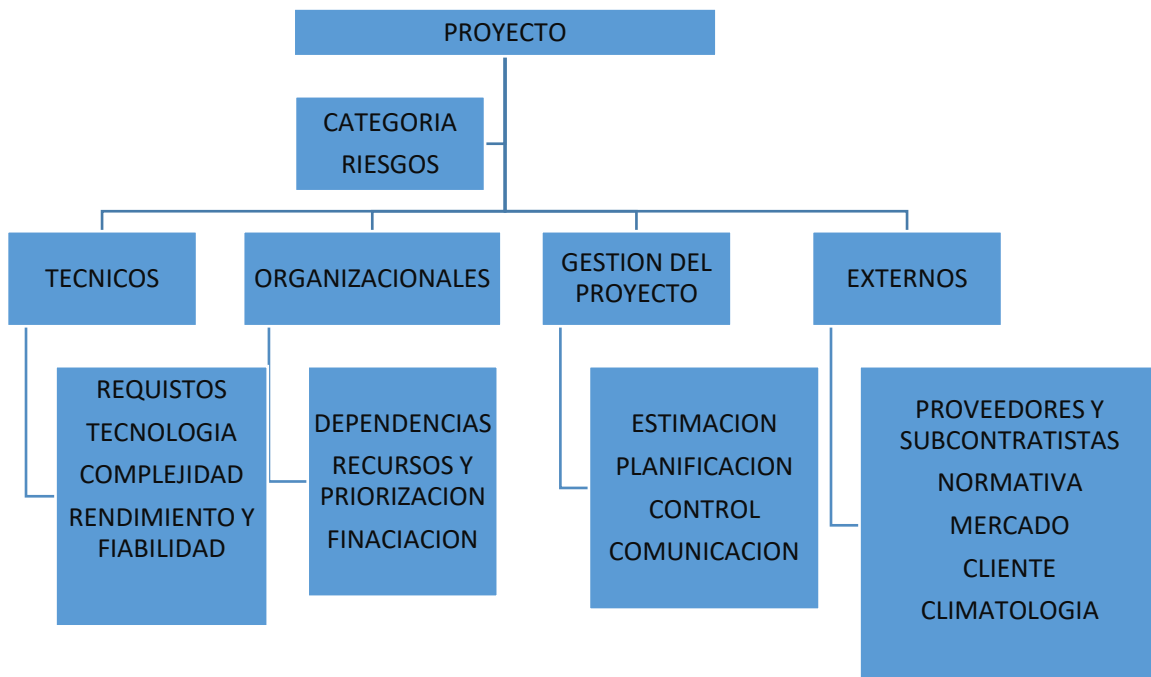 PROYECTO
CATEGORIA
RIESGOS
TECNICOS
ORGANIZACIONALES
GESTION DEL
PROYECTO
EXTERNOS
REQUISTOS
TECNOLOGIA
COMPLEJIDAD
RENDIMIENTO Y
FIABILIDAD
DEPENDENCIAS
RECURSOS Y
PRIORIZACION
FINACIACION
ESTIMACION
PLANIFICACION
CONTROL
COMUNICACION
PROVEEDORES Y
SUBCONTRATISTAS
NORMATIVA
MERCADO
CLIENTE
CLIMATOLOGIA